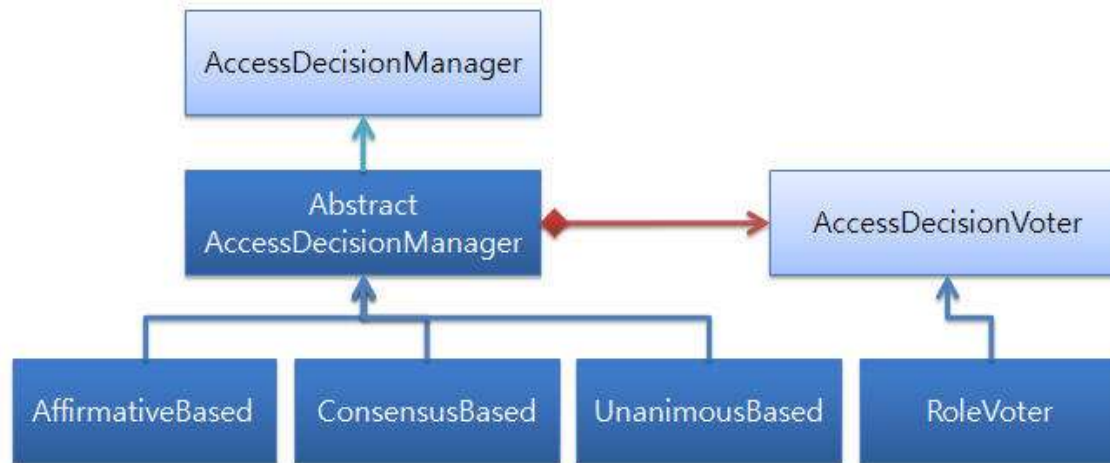 AccessDecisionManager
Abstract
AccessDecisionManager
AccessDecisionVoter
AffirmativeBased
ConsensusBased
UnanimousBased
RoleVoter